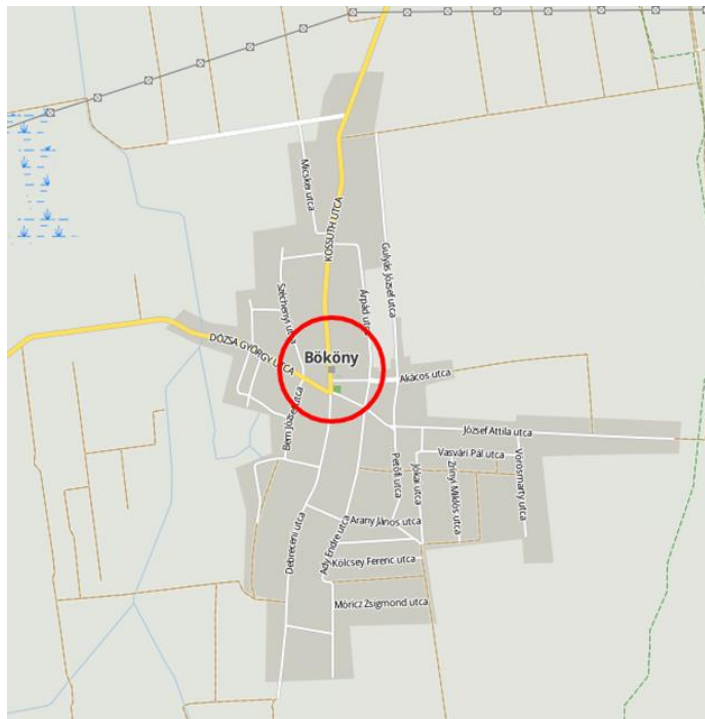 Micskei utca
KOSSUTH UTCA
Gulyás József utca
Széchenyi utca
Árpád utca
DÓZSA GYÖRGY UTCA
Bököny
Akácos utca
Bem József utca
József Attila utca
Vasvári Pál utca
Petőfi utca
Jókai utca
Zrínyi Miklós utca
Vörösmarty utca
Arany János utca
Debreceni utca
Ady Endre utca
Kölcsey Ferenc utca
Móricz Zsigmond utca